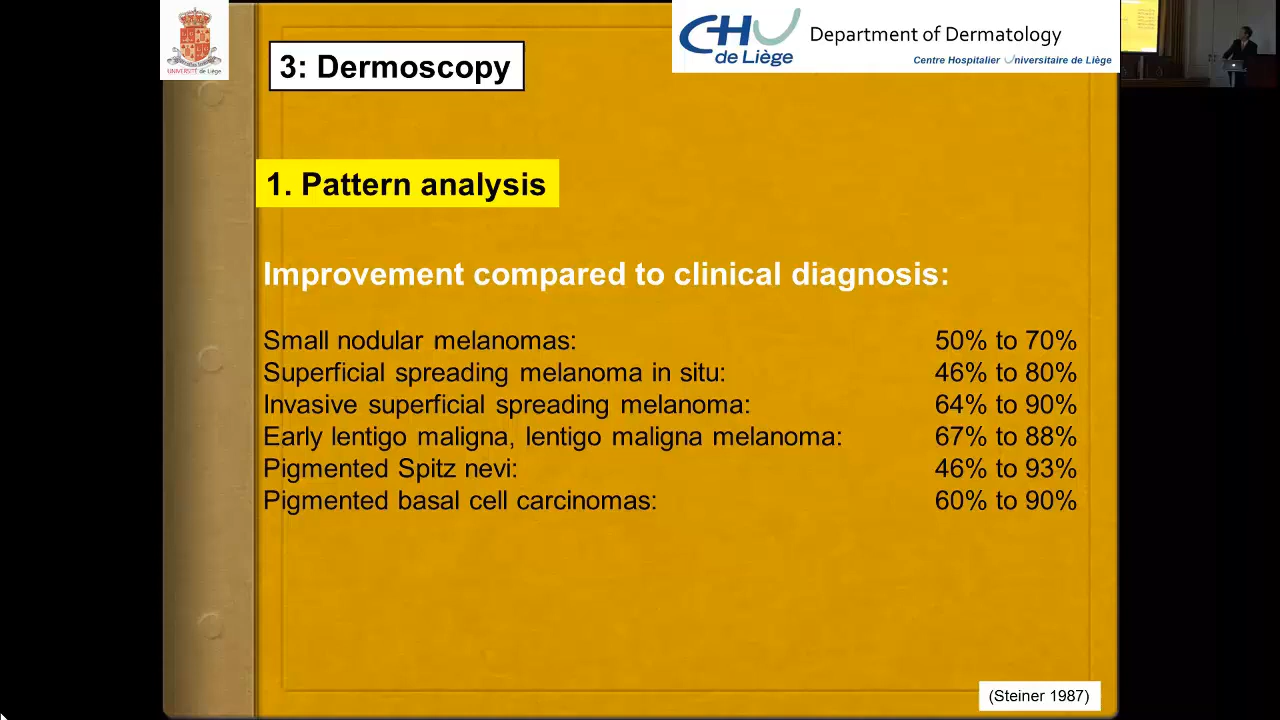 UNIVERSITÉ de Liège
3: Dermoscopy
CHU
de Liège
Department of Dermatology
Centre Hospitalier Universitaire de Liège
1. Pattern analysis
Improvement compared to clinical diagnosis:
Small nodular melanomas: 50% to 70%
Superficial spreading melanoma in situ: 46% to 80%
Invasive superficial spreading melanoma: 64% to 90%
Early lentigo maligna, lentigo maligna melanoma: 67% to 88%
Pigmented Spitz nevi: 46% to 93%
Pigmented basal cell carcinomas: 60% to 90%
(Steiner 1987)